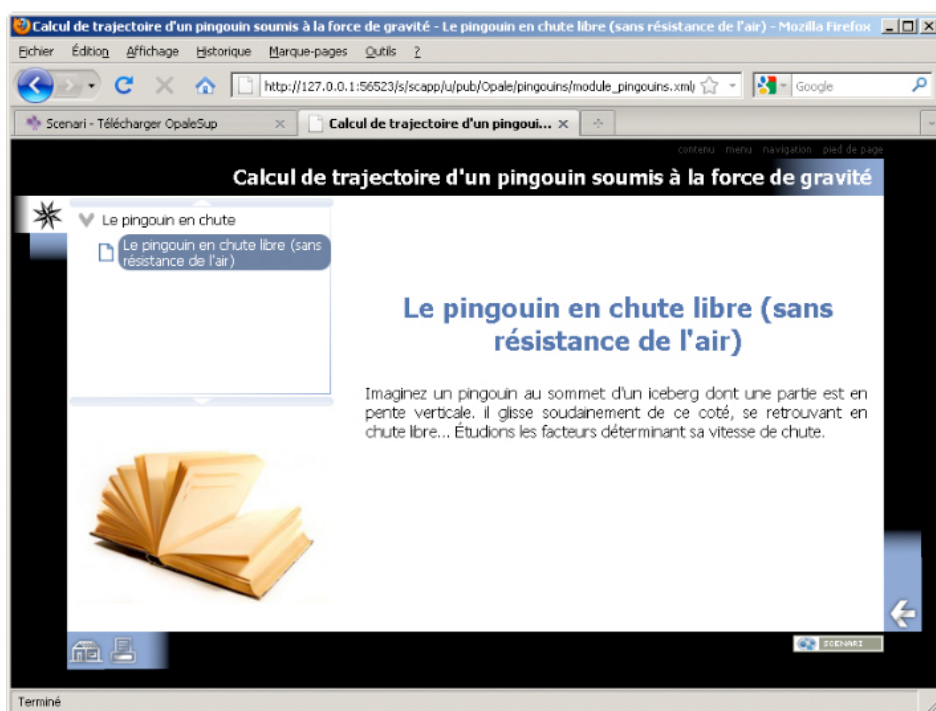 Calcul de trajectoire d'un pingouin soumis à la force de gravité - Le pingouin en chute libre (sans résistance de l'air) - Mozilla Firefox
Fichier Édition Affichage Historique Marque-pages Outils ?
http://127.0.0.1:56523/s/scapp/u/pub/Opale/pingouins/module_pingouins.xml
Google
Scenari - Télécharger OpaleSup
Calcul de trajectoire d'un pingoui...
contenu menu navigation pied de page
Calcul de trajectoire d'un pingouin soumis à la force de gravité
Le pingouin en chute
Le pingouin en chute libre (sans
résistance de l'air)
Le pingouin en chute libre (sans
résistance de l'air)
Imaginez un pingouin au sommet d'un iceberg dont une partie est en
pente verticale. il glisse soudainement de ce coté, se retrouvant en
chute libre... Étudions les facteurs déterminant sa vitesse de chute.
SCENARI
Terminé